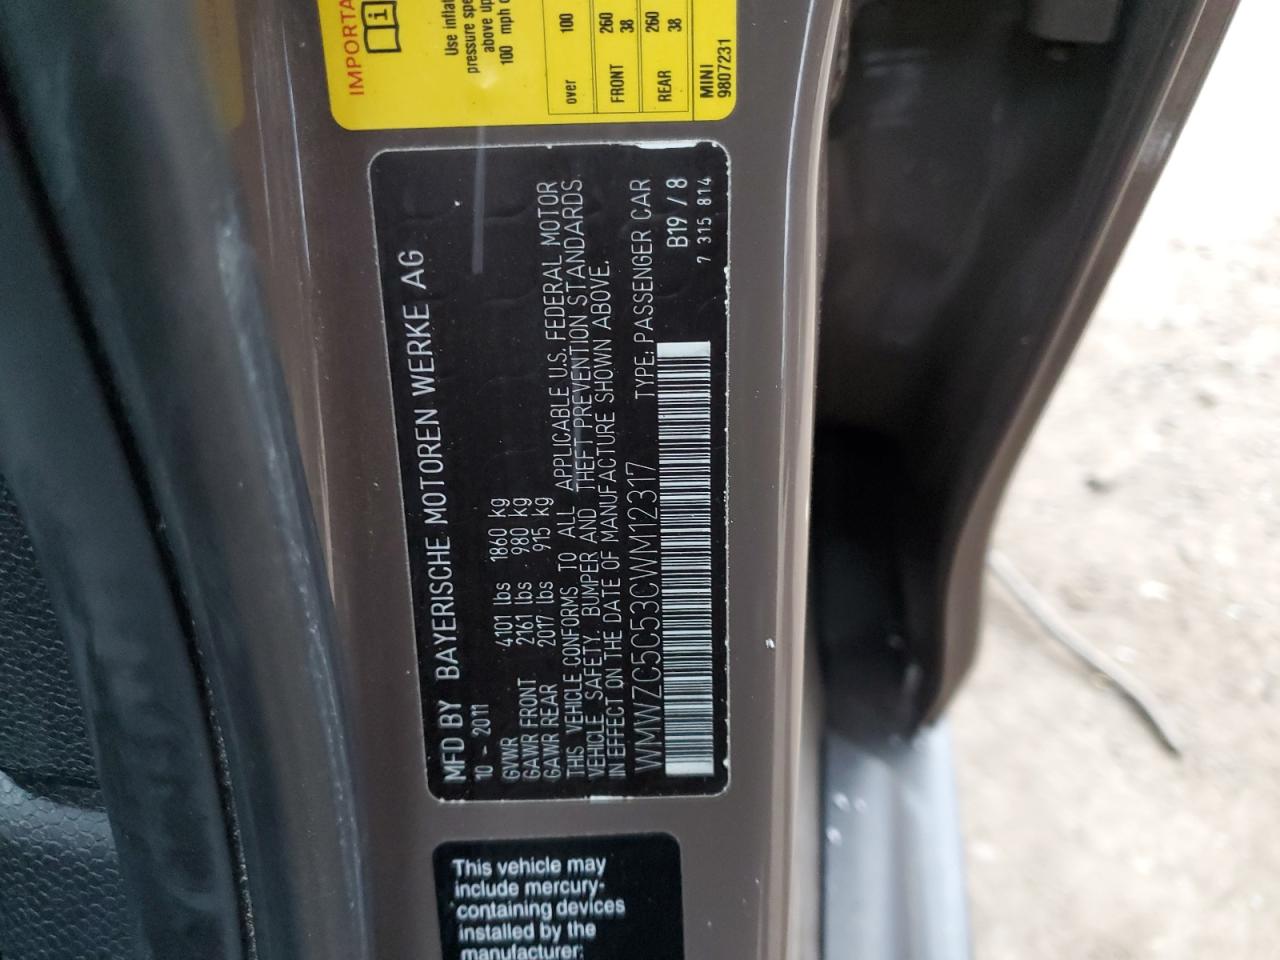 IMPORTA
Use inflat
pressure spe
above up
100 mph o
over 100
FRONT 260
38
REAR 260
38
MINI
9807231
MFD BY BAYERISCHE MOTOREN WERKE AG
10 - 2011
GVWR 4101 lbs 1860 kg
GAWR FRONT 2161 lbs 980 kg
GAWR REAR 2017 lbs 915 kg
THIS VEHICLE CONFORMS TO ALL APPLICABLE U.S. FEDERAL MOTOR
VEHICLE SAFETY, BUMPER AND THEFT PREVENTION STANDARDS
IN EFFECT ON THE DATE OF MANUFACTURE SHOWN ABOVE.
WMWZC5C53CWM12317 TYPE: PASSENGER CAR
B19 / 8
7 315 814
This vehicle may
include mercury-
containing devices
installed by the
manufacturer: